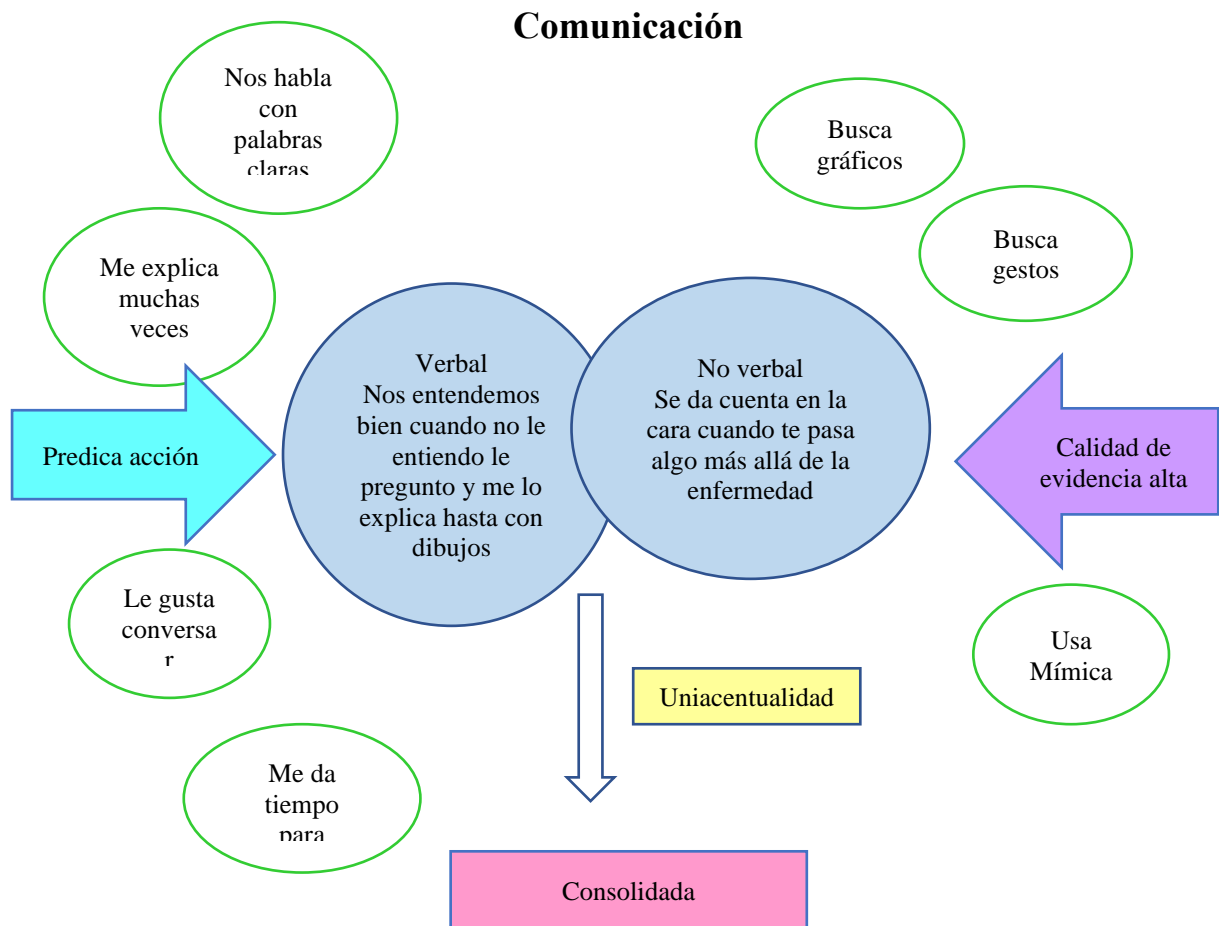 Comunicación
Nos habla
con
palabras
claras
Busca
gráficos
Busca
gestos
Me explica
muchas
veces
Verbal
Nos entendemos
bien cuando no le
entiendo le
pregunto y me lo
explica hasta con
dibujos
No verbal
Se da cuenta en la
cara cuando te pasa
algo más allá de la
enfermedad
Predica acción
Calidad de
evidencia alta
Le gusta
conversa
r
Usa
Mímica
Uniacentualidad
Me da
tiempo
para
Consolidada